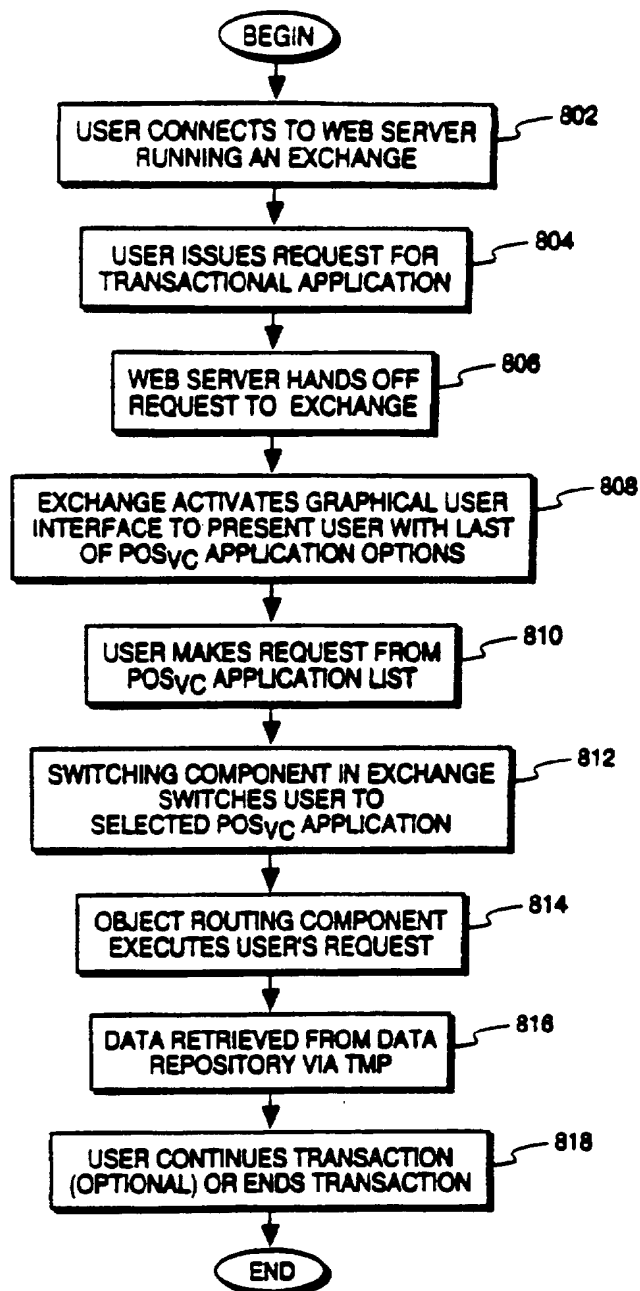 BEGIN
802
USER CONNECTS TO WEB SERVER
RUNNING AN EXCHANGE
804
USER ISSUES REQUEST FOR
TRANSACTIONAL APPLICATION
806
WEB SERVER HANDS OFF
REQUEST TO EXCHANGE
808
EXCHANGE ACTIVATES GRAPHICAL USER
INTERFACE TO PRESENT USER WITH LAST
OF POSVC APPLICATION OPTIONS
810
USER MAKES REQUEST FROM
POSVC APPLICATION LIST
812
SWITCHING COMPONENT IN EXCHANGE
SWITCHES USER TO
SELECTED POSVC APPLICATION
814
OBJECT ROUTING COMPONENT
EXECUTES USER'S REQUEST
816
DATA RETRIEVED FROM DATA
REPOSITORY VIA TMP
818
USER CONTINUES TRANSACTION
(OPTIONAL) OR ENDS TRANSACTION
END